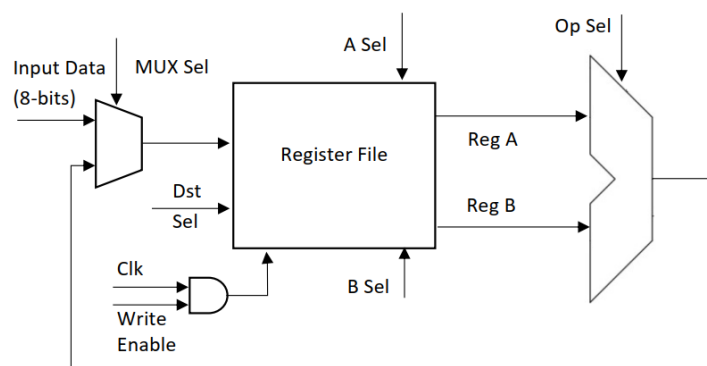 Input Data
(8-bits)
MUX Sel
A Sel
Op Sel
Register File
Reg A
Dst
Sel
Reg B
Clk
Write
Enable
B Sel